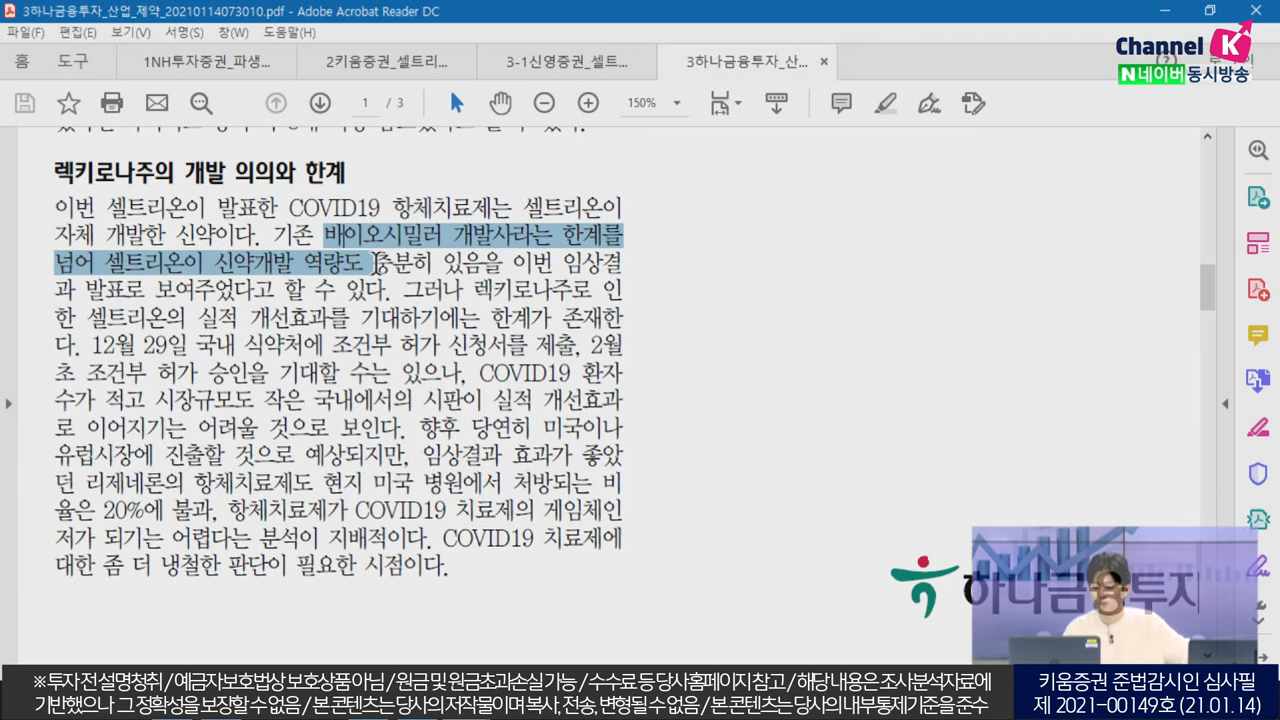 3하나금융투자_산업_제약_20210114073010.pdf - Adobe Acrobat Reader DC
파일(F) 편집(E) 보기(V) 서명(S) 창(W) 도움말(H)
홈 도구 1NH투자증권_파생... 2키움증권_셀트리... 3-1신영증권_셀트... 3하나금융투자_산... ×
Channel K
N 네이버 동시방송
1 / 3 150%
렉키로나주의 개발 의의와 한계
이번 셀트리온이 발표한 COVID19 항체치료제는 셀트리온이
자체 개발한 신약이다. 기존 배이오시밀러 개발사라는 한계를
넘어 셀트리온이 신약개발 역량도 충분히 있음을 이번 임상결
과 발표로 보여주었다고 할 수 있다. 그러나 렉키로나주로 인
한 셀트리온의 실적 개선효과를 기대하기에는 한계가 존재한
다. 12월 29일 국내 식약처에 조건부 허가 신청서를 제출, 2월
초 조건부 허가 승인을 기대할 수는 있으나, COVID19 환자
수가 적고 시장규모도 작은 국내에서의 시판이 실적 개선효과
로 이어지기는 어려울 것으로 보인다. 향후 당연히 미국이나
유럽시장에 진출할 것으로 예상되지만, 임상결과 효과가 좋았
던 리제네론의 항체치료제도 현지 미국 병원에서 처방되는 비
율은 20%에 불과, 항체치료제가 COVID19 치료제의 게임체인
저가 되기는 어렵다는 분석이 지배적이다. COVID19 치료제에
대한 좀 더 냉철한 판단이 필요한 시점이다.
하나금융투자
※ 투자 전 설명청취 / 예금자보호법상 보호상품 아님 / 원금 및 원금초과손실 가능 / 수수료 등 당사홈페이지 참고 / 해당 내용은 조사분석자료에
기반했으나 그 정확성을 보장할 수 없음 / 본 콘텐츠는 당사의 저작물이며 복사, 전송, 변형될 수 없음 / 본 콘텐츠는 당사의 내부통제기준을 준수
키움증권 준법감시인 심사필
제 2021-00149호 (21.01.14)